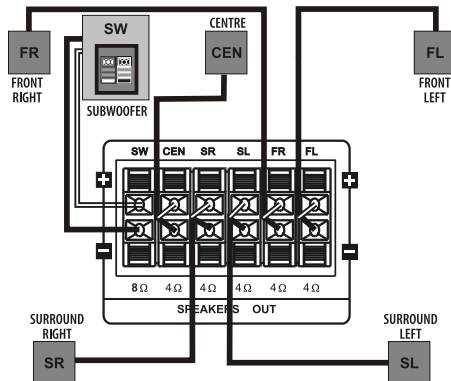 SW
CENTRE
FR
CEN
FL
FRONT
RIGHT
SUBWOOFER
FRONT
LEFT
SW CEN SR SL FR FL
+ +
− −
8Ω 4Ω 4Ω 4Ω 4Ω 4Ω
SPEAKERS OUT
SURROUND
RIGHT
SURROUND
LEFT
SR
SL